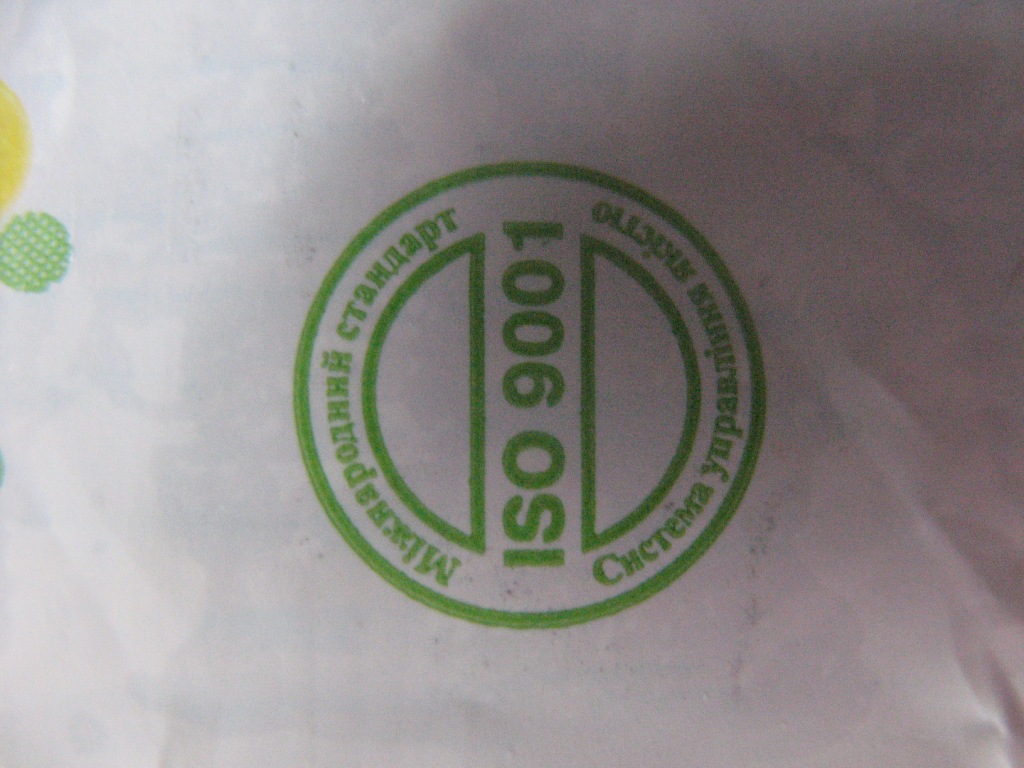 Міжнародний стандарт
ISO 9001
Система управління якістю